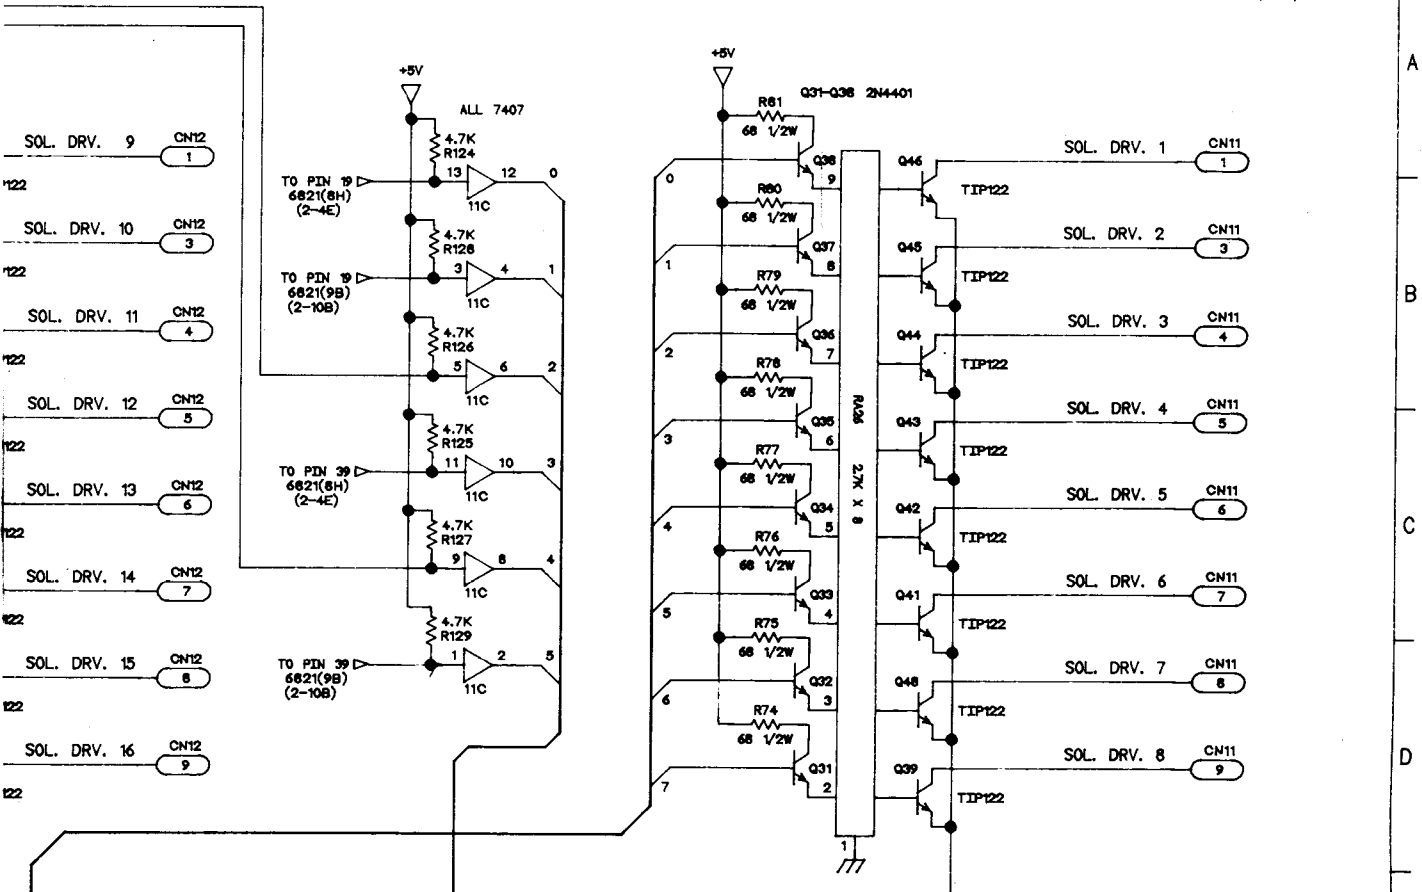 +5V
ALL 7407
4.7K
R124
TO PIN 19
6821(8H)
(2-4E)
13
12
11C
0
4.7K
R128
TO PIN 19
6821(9B)
(2-10B)
3
4
11C
1
4.7K
R126
5
6
11C
2
4.7K
R125
TO PIN 39
6821(8H)
(2-4E)
11
10
11C
3
4.7K
R127
9
8
11C
4
4.7K
R129
TO PIN 39
6821(9B)
(2-10B)
1
2
11C
5
SOL. DRV. 9
CN12
1
122
SOL. DRV. 10
CN12
3
122
SOL. DRV. 11
CN12
4
122
SOL. DRV. 12
CN12
5
122
SOL. DRV. 13
CN12
6
122
SOL. DRV. 14
CN12
7
122
SOL. DRV. 15
CN12
8
122
SOL. DRV. 16
CN12
9
122
+5V
Q31-Q38 2N4401
0
1
2
3
4
5
6
7
R81
68 1/2W
Q38
9
R80
68 1/2W
Q37
8
R79
68 1/2W
Q36
7
R78
68 1/2W
Q35
6
R77
68 1/2W
Q34
5
R76
68 1/2W
Q33
4
R75
68 1/2W
Q32
3
R74
68 1/2W
Q31
2
RA26 2.7K X 8
1
Q46
TIP122
SOL. DRV. 1
CN11
1
Q45
TIP122
SOL. DRV. 2
CN11
3
Q44
TIP122
SOL. DRV. 3
CN11
4
Q43
TIP122
SOL. DRV. 4
CN11
5
Q42
TIP122
SOL. DRV. 5
CN11
6
Q41
TIP122
SOL. DRV. 6
CN11
7
Q48
TIP122
SOL. DRV. 7
CN11
8
Q39
TIP122
SOL. DRV. 8
CN11
9
A
B
C
D